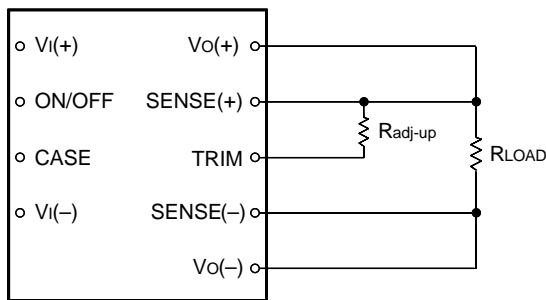 VI(+) VO(+)
ON/OFF SENSE(+)
Radj-up
CASE TRIM
RLOAD
VI(–) SENSE(–)
VO(–)